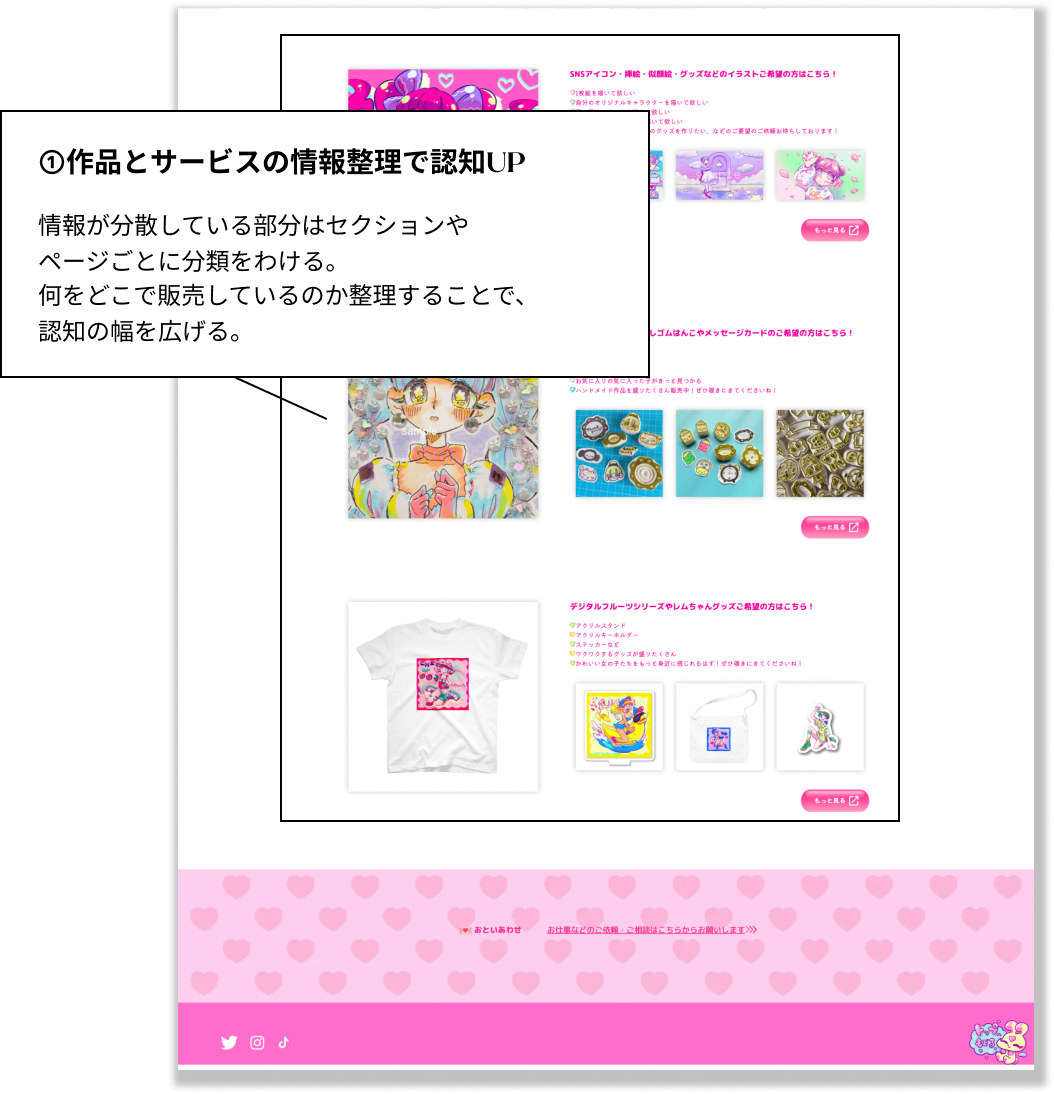 ①作品とサービスの情報整理で認知UP
情報が分散している部分はセクションや
ページごとに分類をわける。
何をどこで販売しているのか整理することで、
認知の幅を広げる。
SNSアイコン・挿絵・似顔絵・グッズなどのイラストご希望の方はこちら！
1枚絵を描いて欲しい
自分のオリジナルキャラクターを描いて欲しい
欲しい
いて欲しい
のグッズを作りたい、などのご要望のご依頼お待ちしております！
もっと見る
しゴムはんこやメッセージカードのご希望の方はこちら！
お気に入りの気に入った子がきっと見つかる
ハンドメイド作品を盛りたくさん販売中！ぜひ覗きにきてくださいね！
sample
もっと見る
デジタルフルーツシリーズやレムちゃんグッズご希望の方はこちら！
アクリルスタンド
アクリルキーホルダー
ステッカーなど
ワクワクするグッズが盛りたくさん
かわいい女の子たちをもっと身近に感じれるはず！ぜひ覗きにきてくださいね！
もっと見る
おといあわせ
お仕事などのご依頼・ご相談はこちらからお願いします